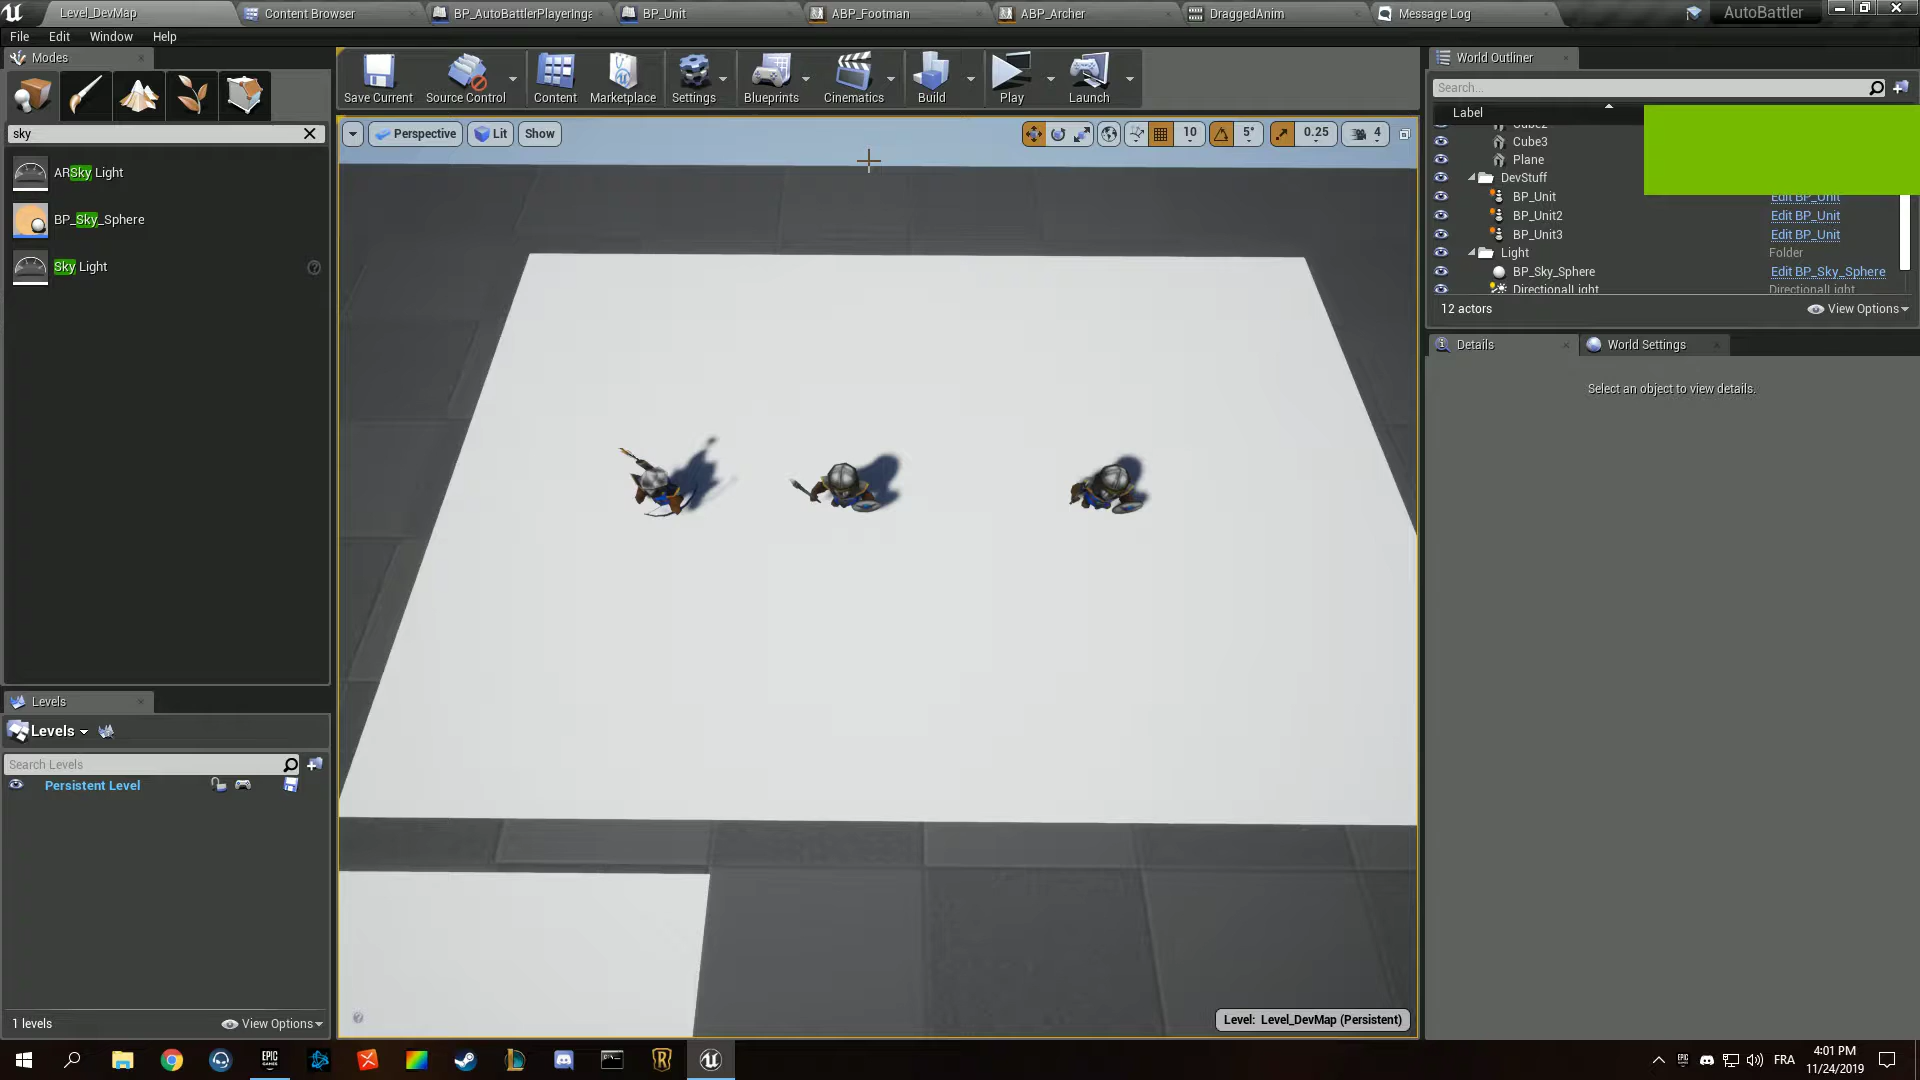 Level_DevMap
Content Browser
BP_AutoBattlerPlayerInga
BP_Unit
ABP_Footman
ABP_Archer
DraggedAnim
Message Log
AutoBattler
File Edit Window Help
Modes
sky
ARSky Light
BP_Sky_Sphere
Sky Light
Levels
Levels
Search Levels
Persistent Level
1 levels
View Options
Save Current
Source Control
Content
Marketplace
Settings
Blueprints
Cinematics
Build
Play
Launch
Perspective
Lit
Show
10
5°
0.25
4
Level: Level_DevMap (Persistent)
World Outliner
Search...
Label
Cube3
Plane
DevStuff
BP_Unit Edit BP_Unit
BP_Unit2 Edit BP_Unit
BP_Unit3 Edit BP_Unit
Light Folder
BP_Sky_Sphere Edit BP_Sky_Sphere
DirectionalLight DirectionalLight
12 actors
View Options
Details
World Settings
Select an object to view details.
EPIC GAMES
FRA
4:01 PM
11/24/2019